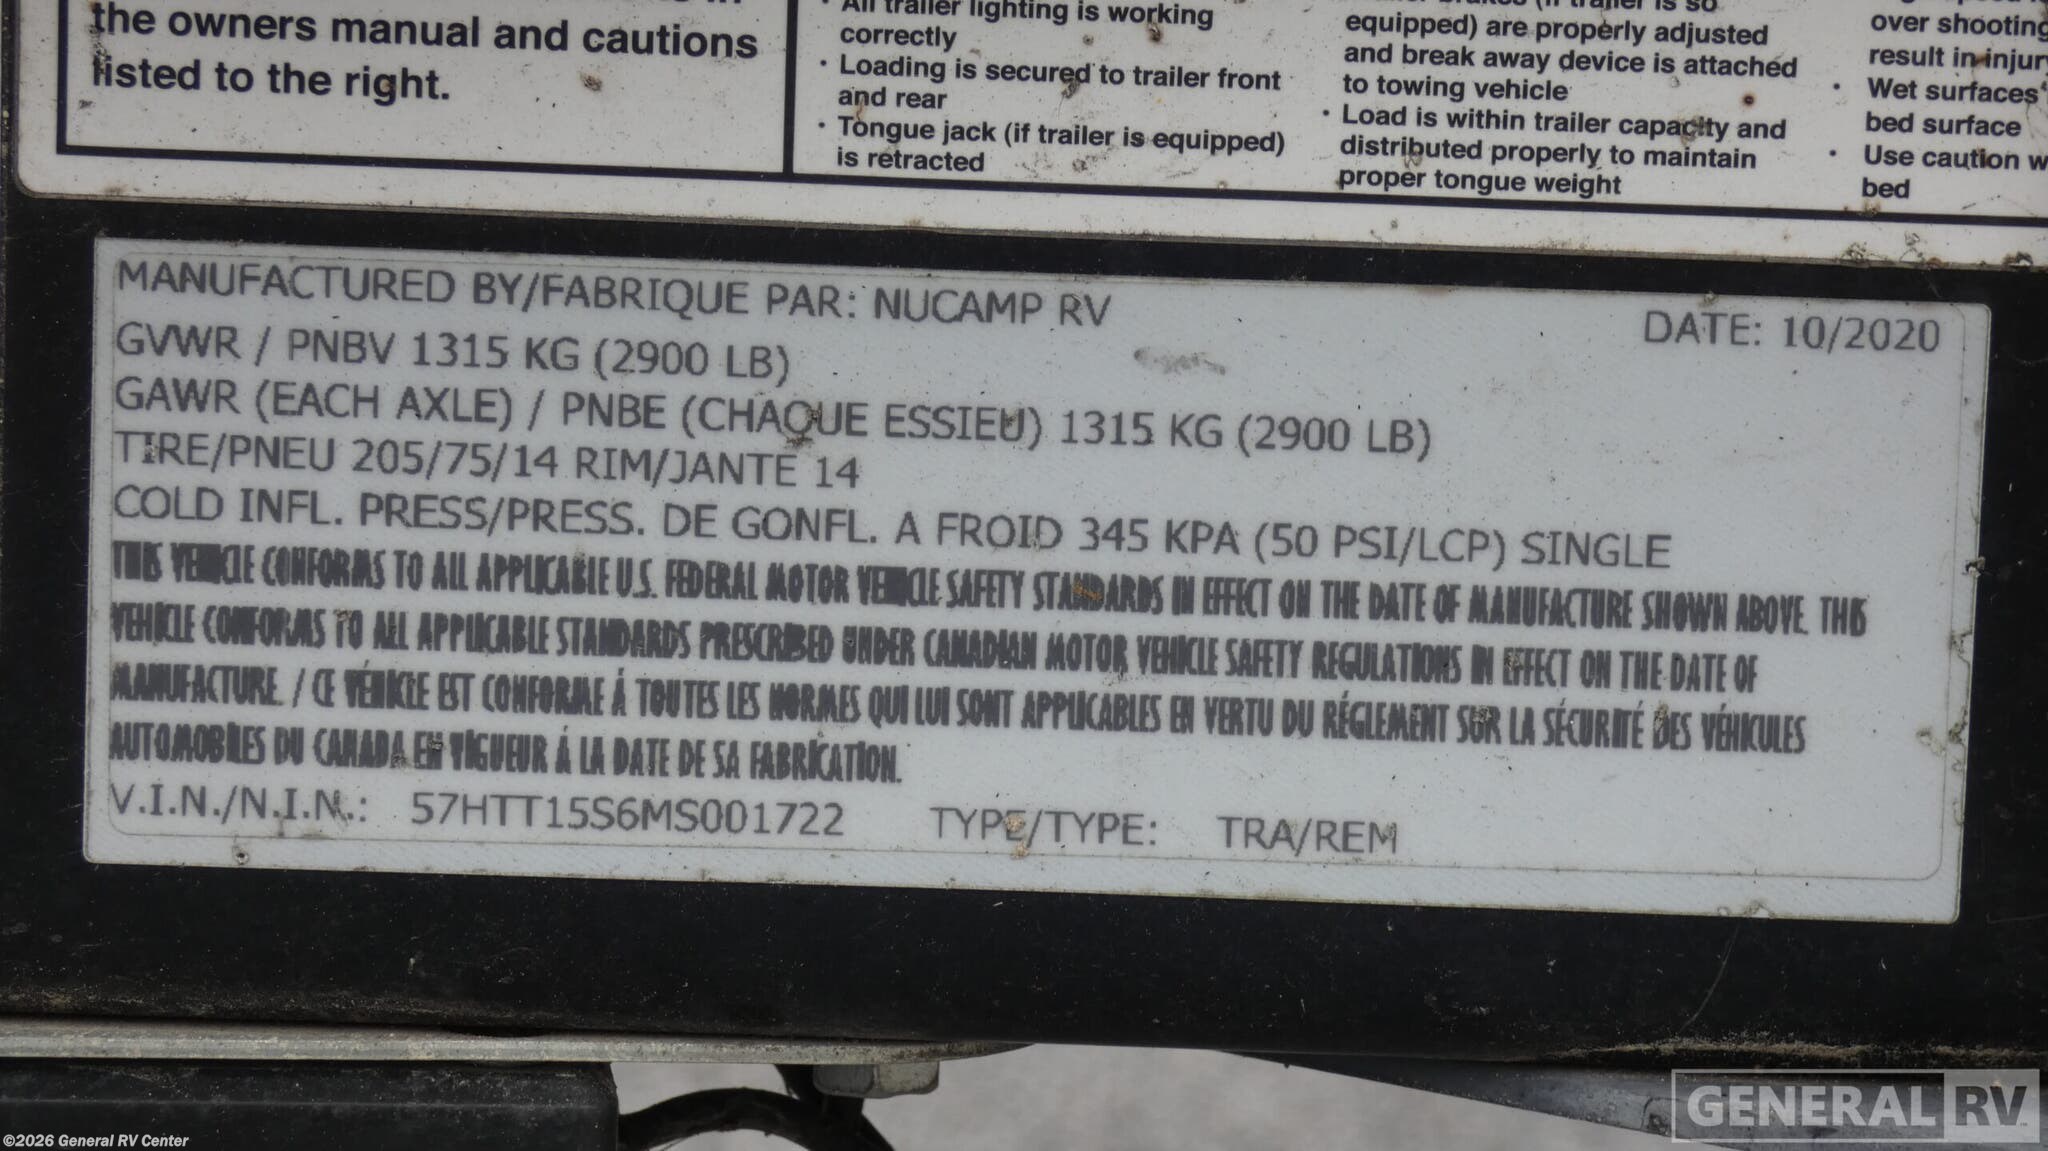 the owners manual and cautions
listed to the right.
· All trailer lighting is working
correctly
· Loading is secured to trailer front
and rear
· Tongue jack (if trailer is equipped)
is retracted
equipped) are properly adjusted
and break away device is attached
to towing vehicle
· Load is within trailer capacity and
distributed properly to maintain
proper tongue weight
over shooting
result in injury
· Wet surfaces
bed surface
· Use caution
bed
MANUFACTURED BY/FABRIQUE PAR: NUCAMP RV DATE: 10/2020
GVWR / PNBV 1315 KG (2900 LB)
GAWR (EACH AXLE) / PNBE (CHAQUE ESSIEU) 1315 KG (2900 LB)
TIRE/PNEU 205/75/14 RIM/JANTE 14
COLD INFL. PRESS/PRESS. DE GONFL. A FROID 345 KPA (50 PSI/LCP) SINGLE
THIS VEHICLE CONFORMS TO ALL APPLICABLE U.S. FEDERAL MOTOR VEHICLE SAFETY STANDARDS IN EFFECT ON THE DATE OF MANUFACTURE SHOWN ABOVE. THIS
VEHICLE CONFORMS TO ALL APPLICABLE STANDARDS PRESCRIBED UNDER CANADIAN MOTOR VEHICLE SAFETY REGULATIONS IN EFFECT ON THE DATE OF
MANUFACTURE. / CE VÉHICLE EST CONFORME Á TOUTES LES NORMES QUI LUI SONT APPLICABLES EN VERTU DU RÉGLEMENT SUR LA SÉCURITÉ DES VÉHICULES
AUTOMOBILES DU CANADA EN VIGUEUR Á LA DATE DE SA FABRICATION.
V.I.N./N.I.N.: 57HTT15S6MS001722 TYPE/TYPE: TRA/REM
GENERAL RV
©2026 General RV Center